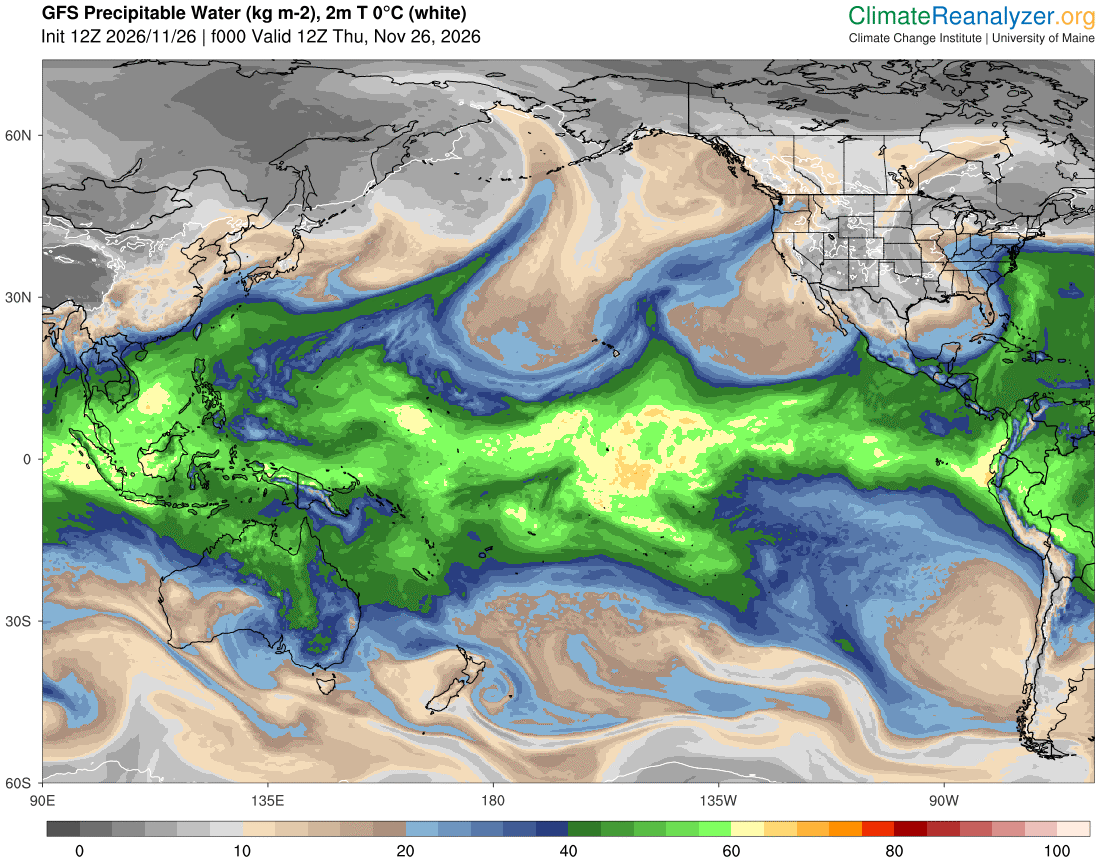 GFS Precipitable Water (kg m-2), 2m T 0°C (white)
Init 12Z 2026/11/26 | f000 Valid 12Z Thu, Nov 26, 2026
ClimateReanalyzer.org
Climate Change Institute | University of Maine
60N
30N
0
30S
60S
90E 135E 180 135W 90W
0 10 20 40 60 80 100